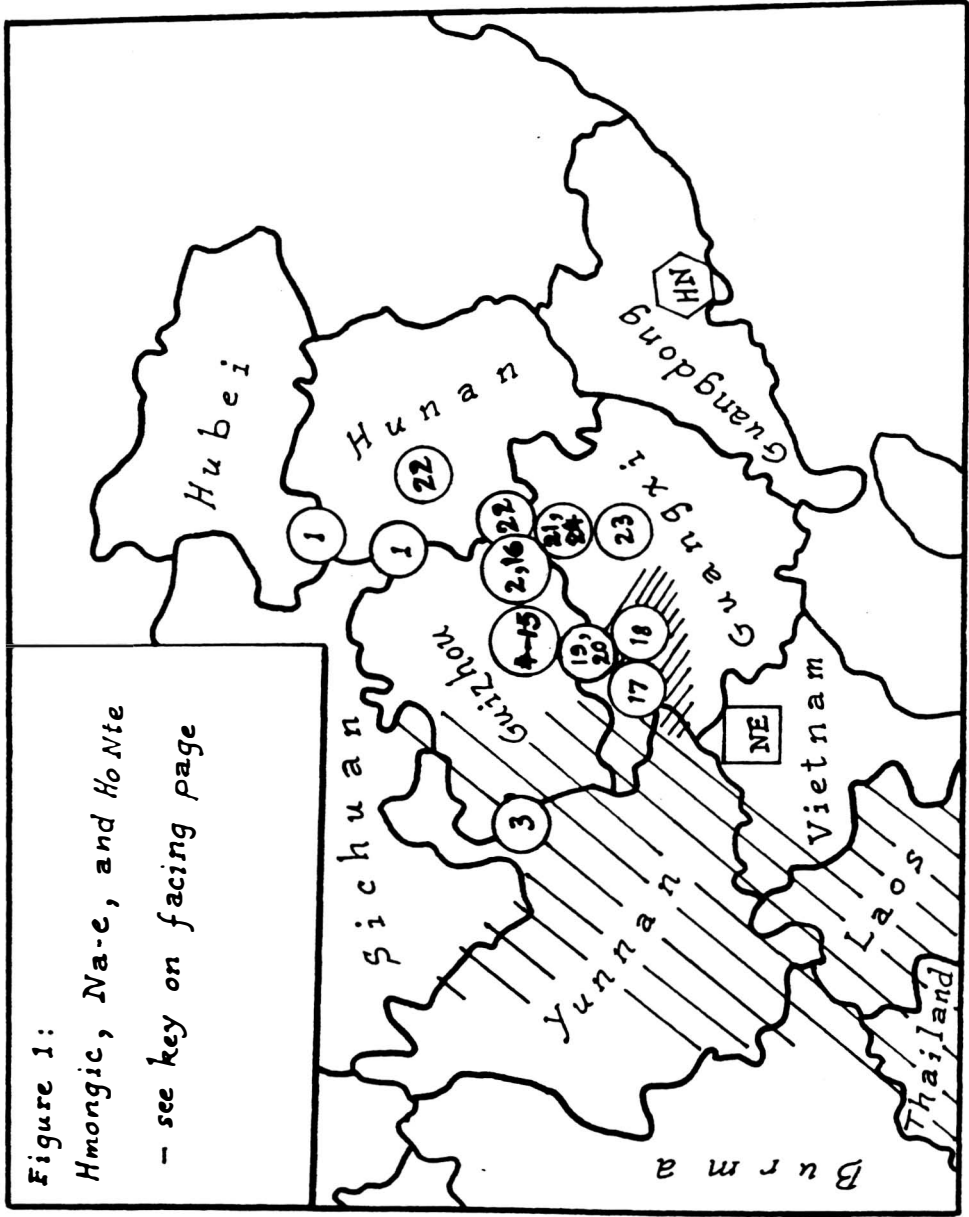 Figure 1:
Hmongic, Na-e, and Ho Nte
- see key on facing page
Hubei
Sichuan
Hunan
Guizhou
Yunnan
Guangxi
Guangdong
Burma
Vietnam
Laos
Thailand
1
1
22
22
2,16
21,
24
23
4-15
19,
20
18
17
3
NE
HN